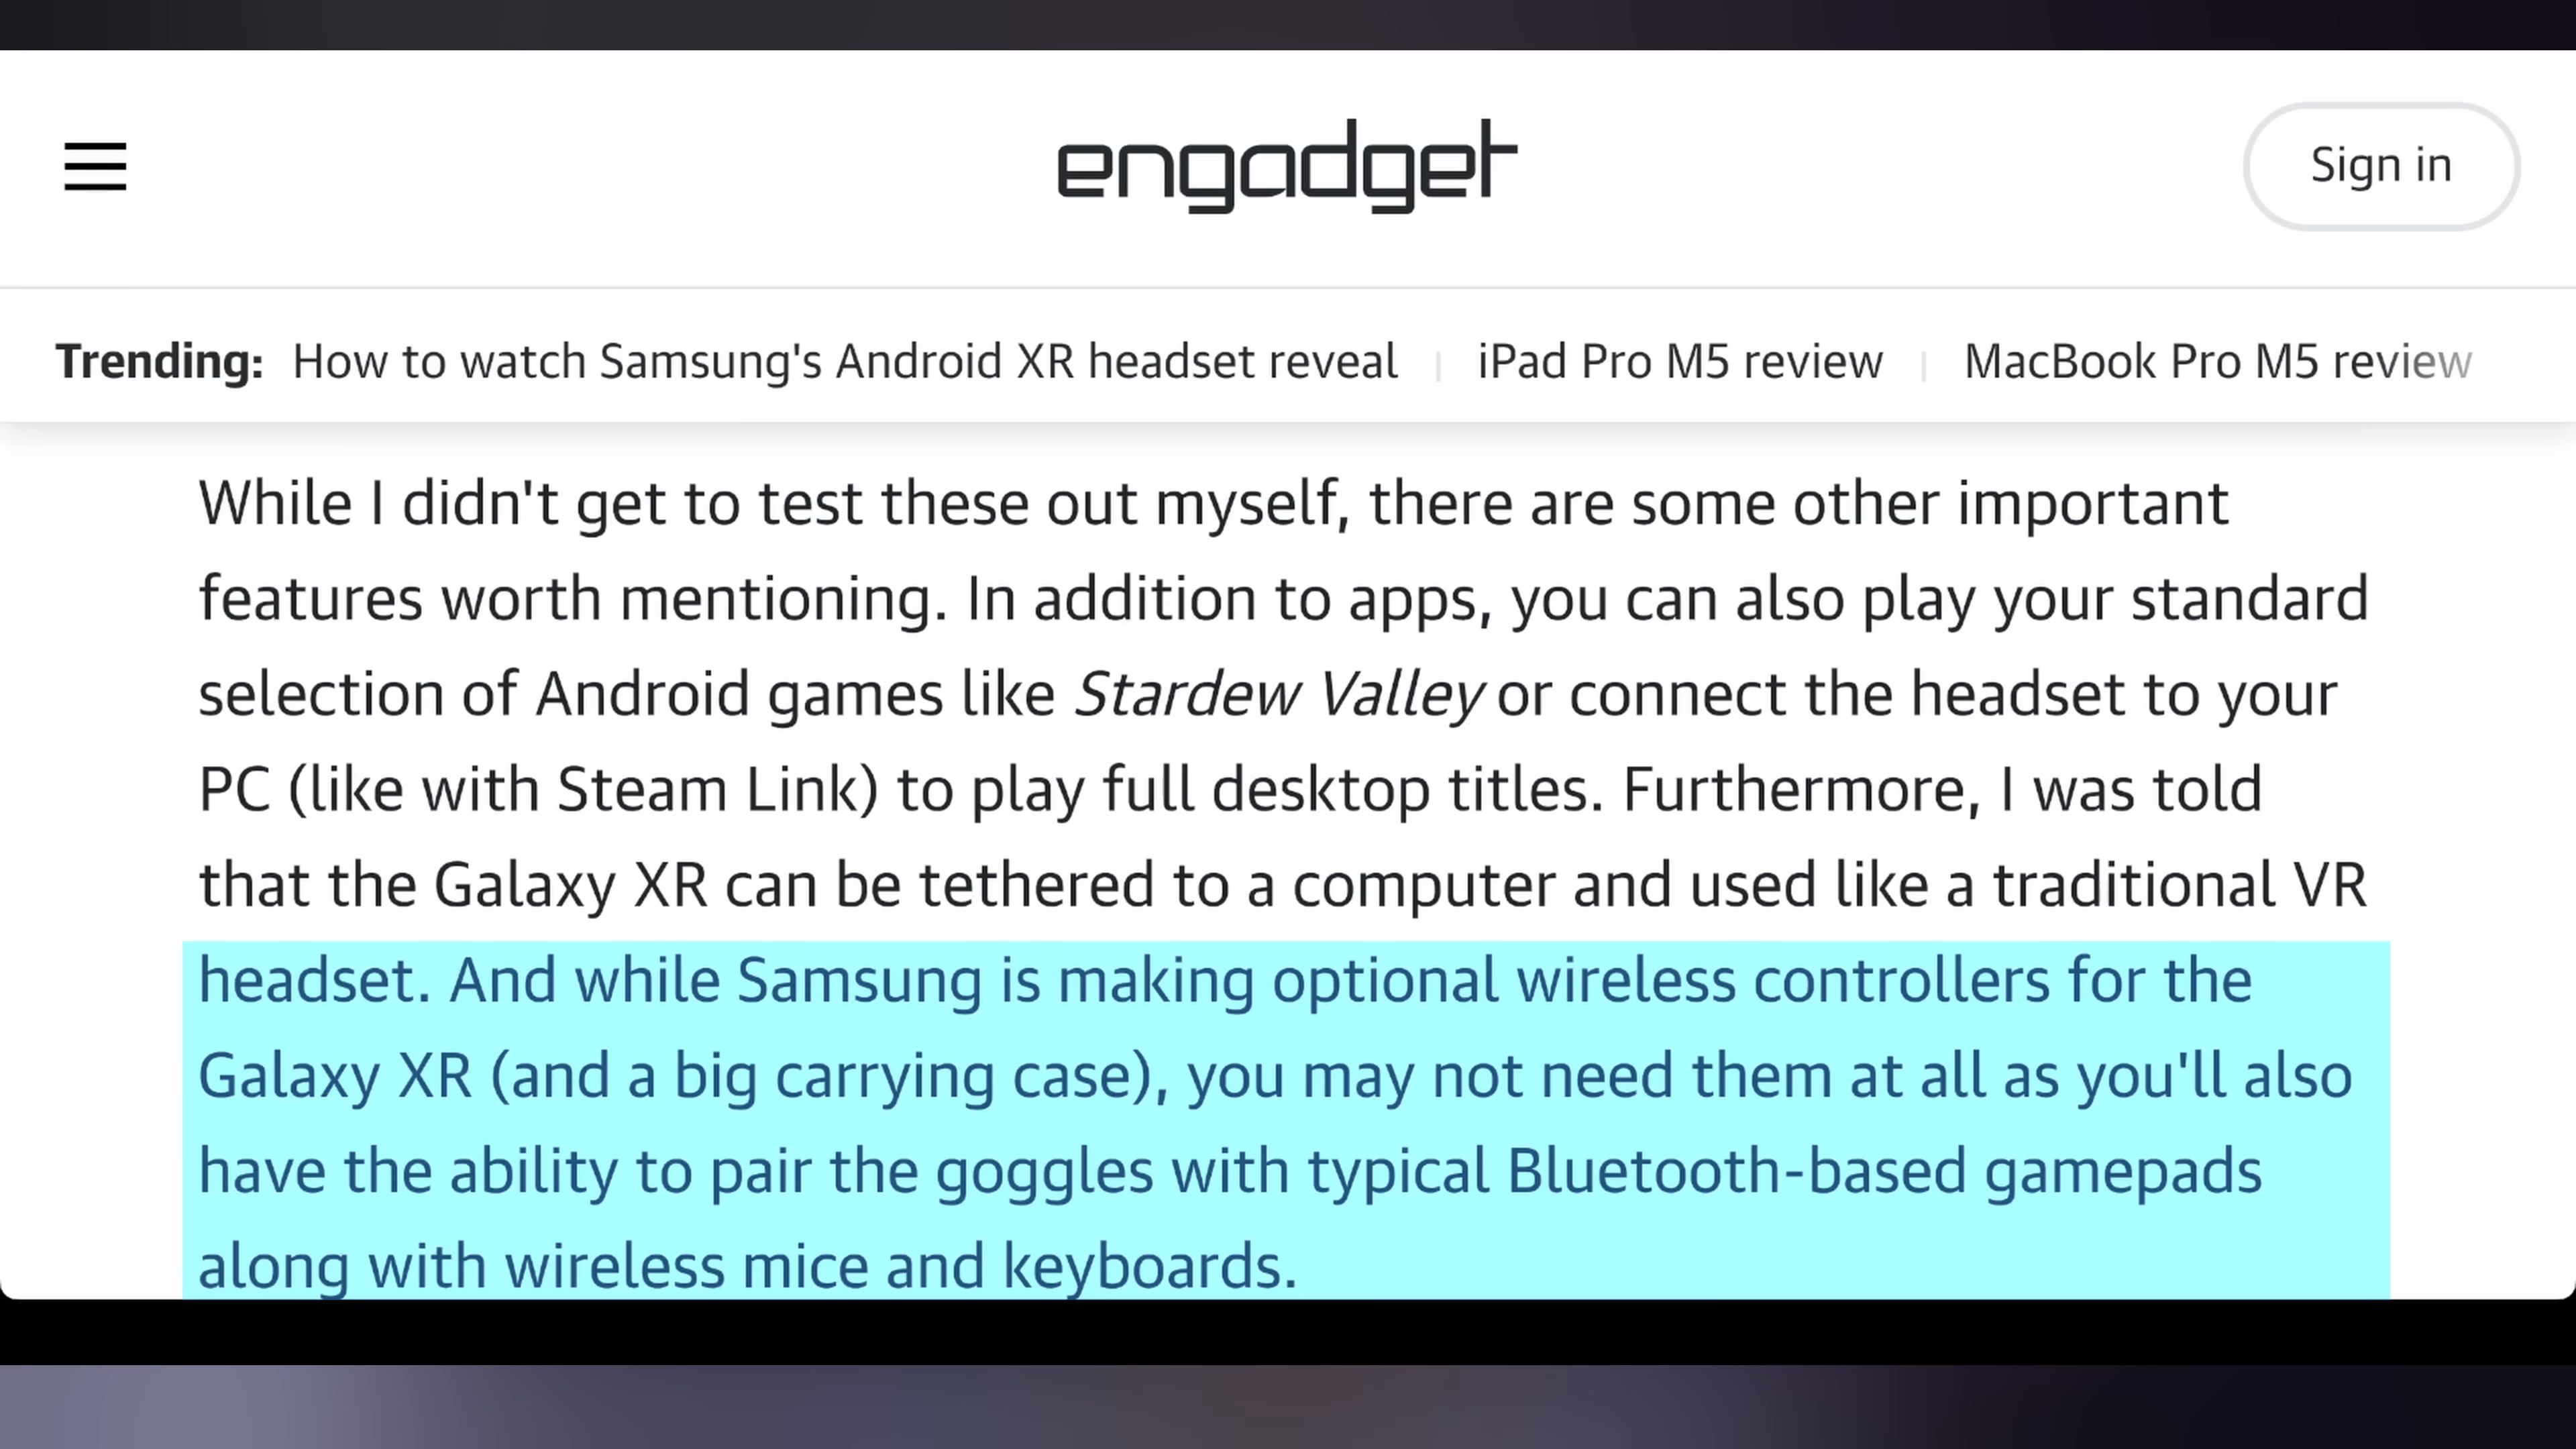 engadget
Sign in
Trending: How to watch Samsung's Android XR headset reveal | iPad Pro M5 review | MacBook Pro M5 review
While I didn't get to test these out myself, there are some other important
features worth mentioning. In addition to apps, you can also play your standard
selection of Android games like Stardew Valley or connect the headset to your
PC (like with Steam Link) to play full desktop titles. Furthermore, I was told
that the Galaxy XR can be tethered to a computer and used like a traditional VR
headset. And while Samsung is making optional wireless controllers for the
Galaxy XR (and a big carrying case), you may not need them at all as you'll also
have the ability to pair the goggles with typical Bluetooth-based gamepads
along with wireless mice and keyboards.